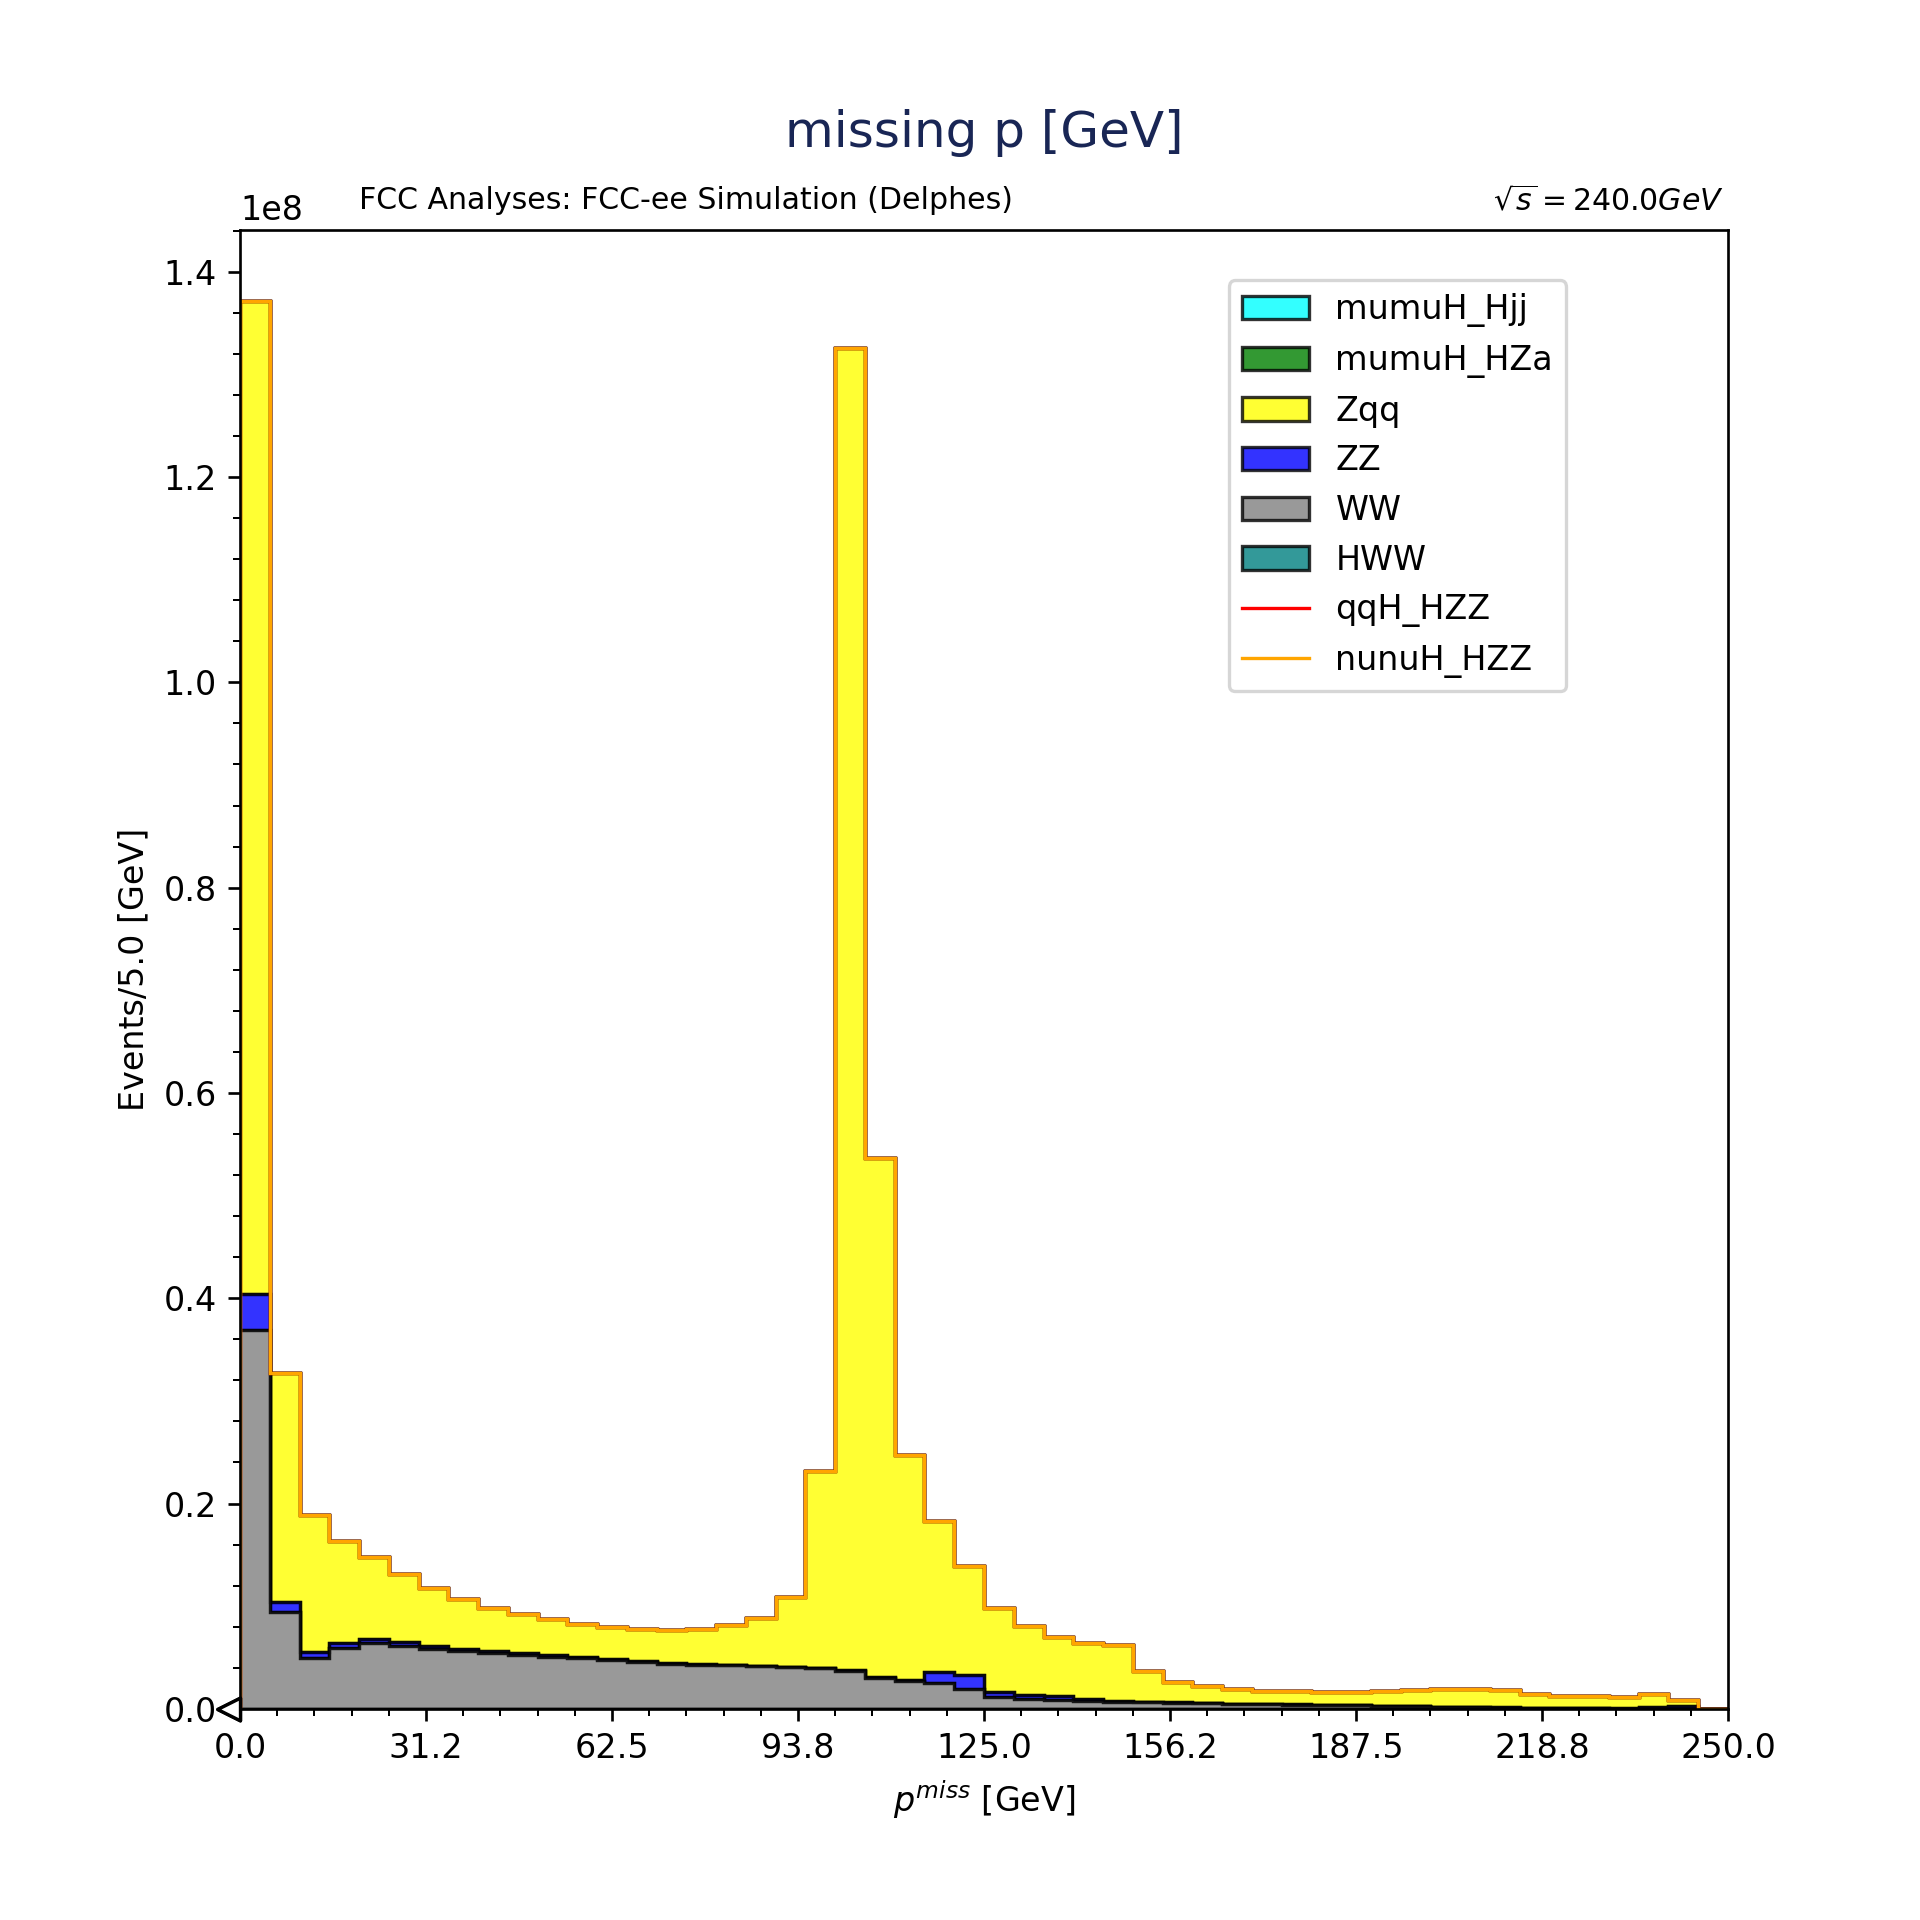 missing p [GeV]
1e8
FCC Analyses: FCC-ee Simulation (Delphes)
√s = 240.0GeV
1.4
1.2
1.0
0.8
0.6
0.4
0.2
0.0
Events/5.0 [GeV]
mumuH_Hjj
mumuH_HZa
Zqq
ZZ
WW
HWW
qqH_HZZ
nunuH_HZZ
0.0 31.2 62.5 93.8 125.0 156.2 187.5 218.8 250.0
p^miss [GeV]